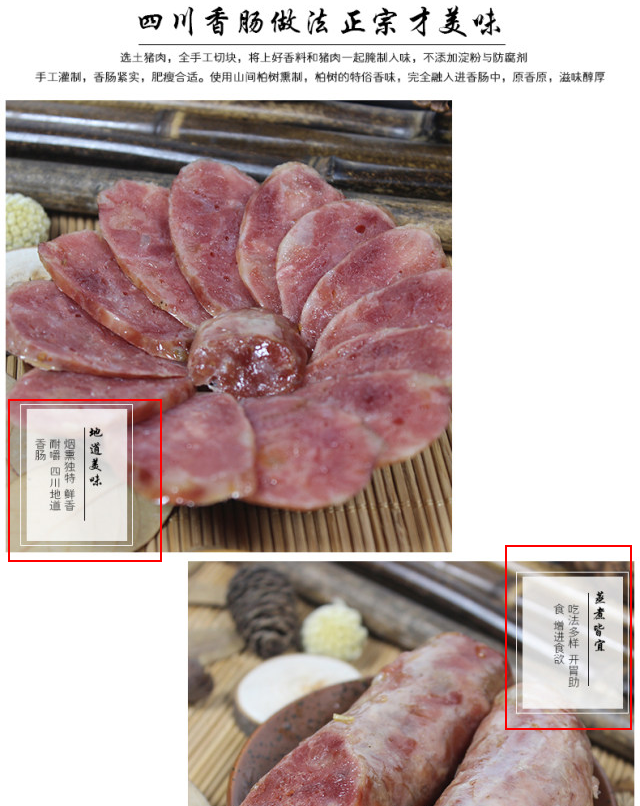 四川香肠做法正宗才美味
选土猪肉，全手工切块，将上好香料和猪肉一起腌制入味，不添加淀粉与防腐剂
手工灌制，香肠紧实，肥瘦合适。使用山间柏树熏制，柏树的特俗香味，完全融入进香肠中，原香原，滋味醇厚
地道美味
烟熏独特 鲜香
耐嚼 四川地道
香肠
蒸煮皆宜
吃法多样 开胃助
食 增进食欲